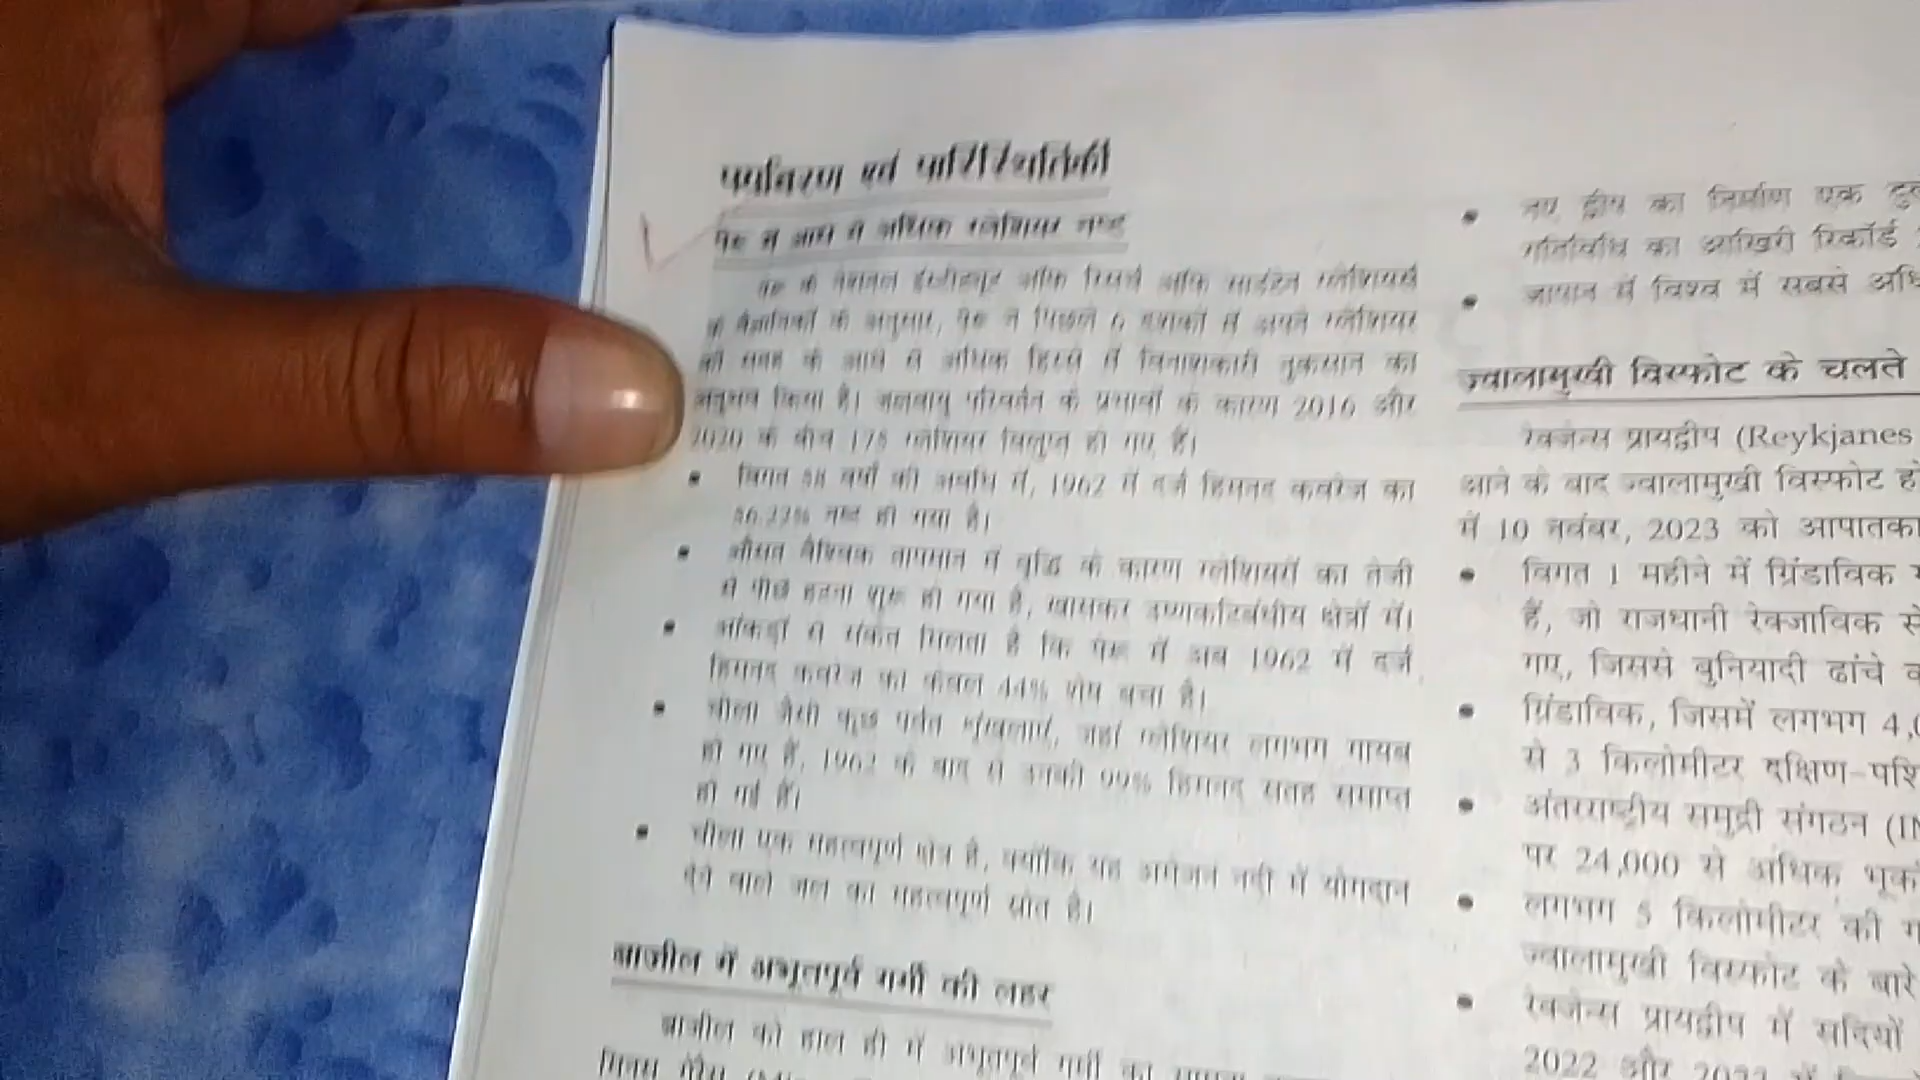 पर्यावरण एवं पारिस्थितिकी
पेरू में आधे से अधिक ग्लेशियर नष्ट
पेरू के नेशनल इंस्टीट्यूट ऑफ रिसर्च ऑफ माउंटेन ग्लेशियर्स
के वैज्ञानिकों के अनुसार, पेरू ने पिछले 6 दशकों में अपने ग्लेशियर
की सतह के आधे से अधिक हिस्से में विनाशकारी नुकसान का
अनुभव किया है। जलवायु परिवर्तन के प्रभावों के कारण 2016 और
2020 के बीच 175 ग्लेशियर विलुप्त हो गए हैं।
• विगत 58 वर्षों की अवधि में, 1962 में दर्ज हिमनद कवरेज का
56.22% नष्ट हो गया है।
• औसत वैश्विक तापमान में वृद्धि के कारण ग्लेशियरों का तेजी
से पीछे हटना शुरू हो गया है, खासकर उष्णकटिबंधीय क्षेत्रों में।
• आंकड़ों से संकेत मिलता है कि पेरू में अब 1962 में दर्ज
हिमनद कवरेज का केवल 44% शेष बचा है।
• चीला जैसी कुछ पर्वत शृंखलाएं, जहां ग्लेशियर लगभग गायब
हो गए हैं, 1962 के बाद से उनकी 99% हिमनद सतह समाप्त
हो गई है।
• चीला एक महत्वपूर्ण क्षेत्र है, क्योंकि यह अमेजन नदी में योगदान
देने वाले जल का महत्वपूर्ण स्रोत है।
ब्राजील में अभूतपूर्व गर्मी की लहर
ब्राजील को हाल ही में अभूतपूर्व गर्मी का सामना
मिनस गेरैस
• नए द्वीप का निर्माण एक
गतिविधि का आखिरी रिकॉर्ड
• जापान में विश्व में सबसे
ज्वालामुखी विस्फोट के चलते
रेक्जेन्स प्रायद्वीप (Reykjanes
आने के बाद ज्वालामुखी विस्फोट
में 10 नवंबर, 2023 को
• विगत 1 महीने में ग्रिंडाविक
हैं, जो राजधानी रेक्जाविक से
गए, जिससे बुनियादी ढांचे
• ग्रिंडाविक, जिसमें लगभग
से 3 किलोमीटर
• अंतरराष्ट्रीय समुद्री संगठन
पर 24,000 से अधिक
• लगभग 5 किलोमीटर की
ज्वालामुखी विस्फोट के बारे
• रेक्जेन्स प्रायद्वीप में सदियों
2022 और